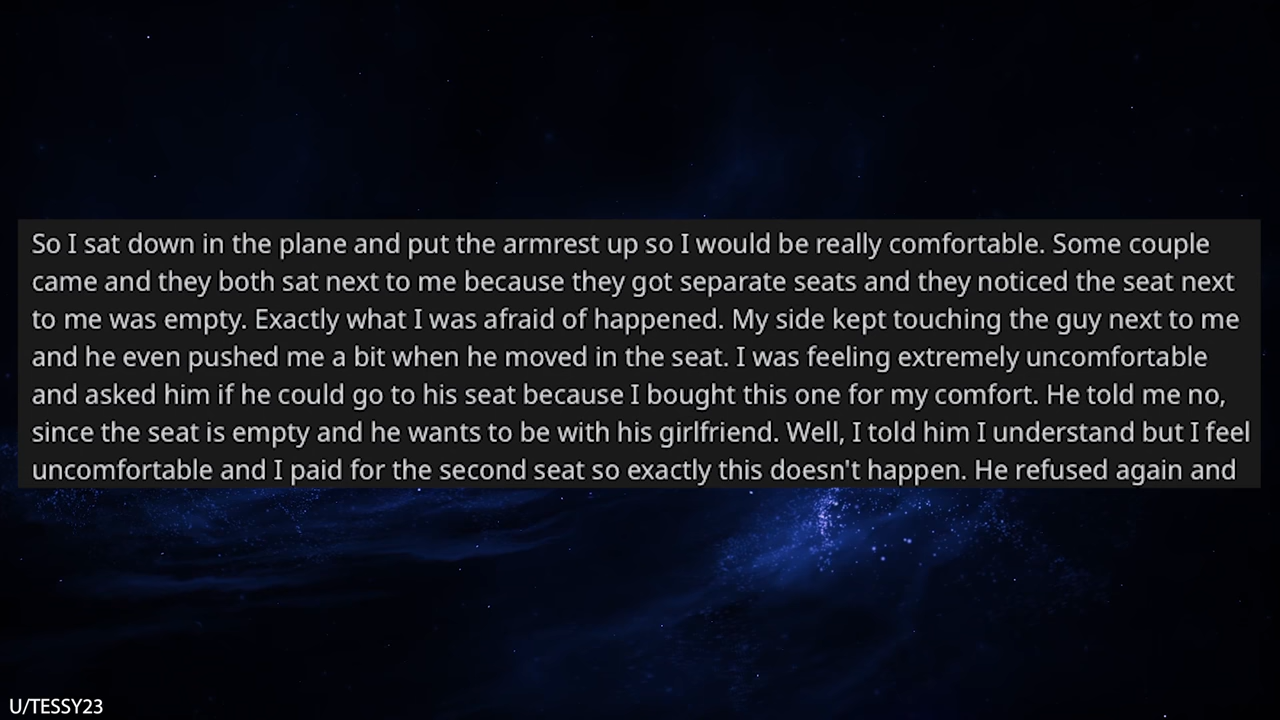 So I sat down in the plane and put the armrest up so I would be really comfortable. Some couple
came and they both sat next to me because they got separate seats and they noticed the seat next
to me was empty. Exactly what I was afraid of happened. My side kept touching the guy next to me
and he even pushed me a bit when he moved in the seat. I was feeling extremely uncomfortable
and asked him if he could go to his seat because I bought this one for my comfort. He told me no,
since the seat is empty and he wants to be with his girlfriend. Well, I told him I understand but I feel
uncomfortable and I paid for the second seat so exactly this doesn't happen. He refused again and
U/TESSY23